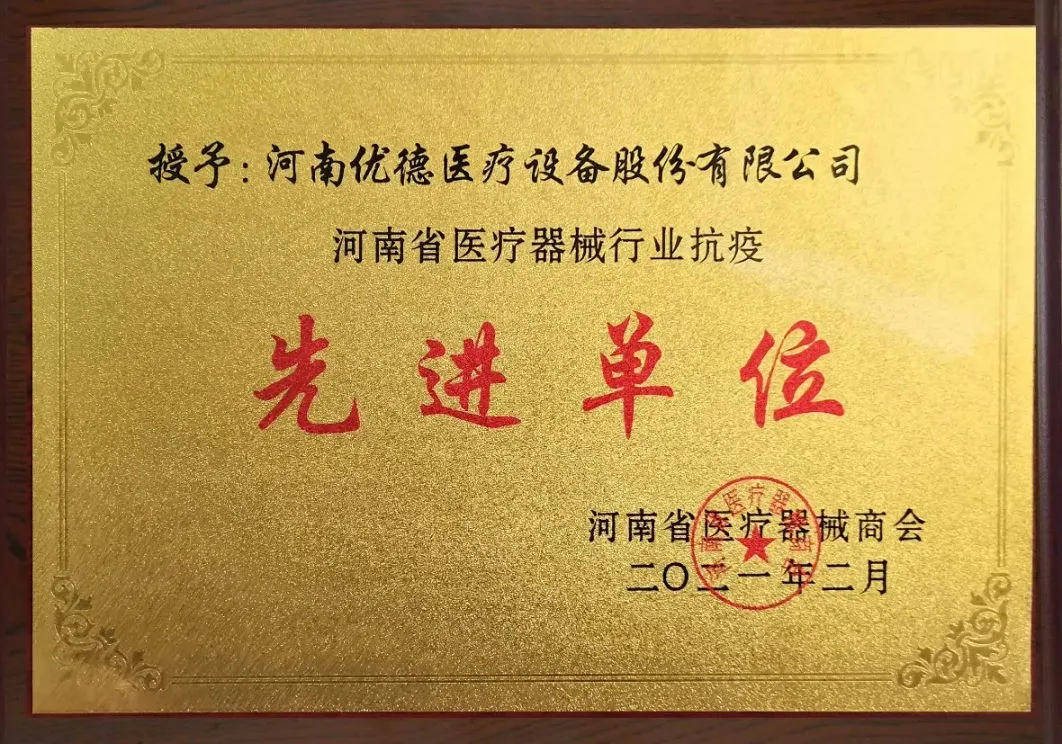 授予：河南优德医疗设备股份有限公司
河南省医疗器械行业抗疫
先进单位
河南省医疗器械商会
二〇二一年二月